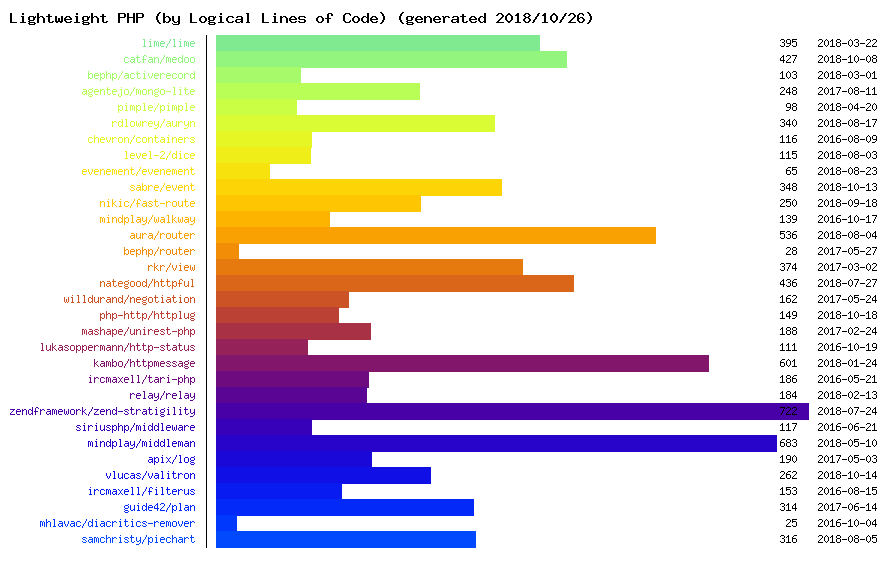 Lightweight PHP (by Logical Lines of Code) (generated 2018/10/26)
lime/lime 395 2018-03-22
catfan/medoo 427 2018-10-08
bephp/activerecord 103 2018-03-01
agentejo/mongo-lite 248 2017-08-11
pimple/pimple 98 2018-04-20
rdlowrey/auryn 340 2018-08-17
chevron/containers 116 2016-08-09
level-2/dice 115 2018-08-03
evenement/evenement 65 2018-08-23
sabre/event 348 2018-10-13
nikic/fast-route 250 2018-09-18
mindplay/walkway 139 2016-10-17
aura/router 536 2018-08-04
bephp/router 28 2017-05-27
rkr/view 374 2017-03-02
nategood/httpful 436 2018-07-27
willdurand/negotiation 162 2017-05-24
php-http/httplug 149 2018-10-18
mashape/unirest-php 188 2017-02-24
lukasoppermann/http-status 111 2016-10-19
kambo/httpmessage 601 2018-01-24
ircmaxell/tari-php 186 2016-05-21
relay/relay 184 2018-02-13
zendframework/zend-stratigility 722 2018-07-24
siriusphp/middleware 117 2016-06-21
mindplay/middleman 683 2018-05-10
apix/log 190 2017-05-03
vlucas/valitron 262 2018-10-14
ircmaxell/filterus 153 2016-08-15
guide42/plan 314 2017-06-14
mhlavac/diacritics-remover 25 2016-10-04
samchristy/piechart 316 2018-08-05